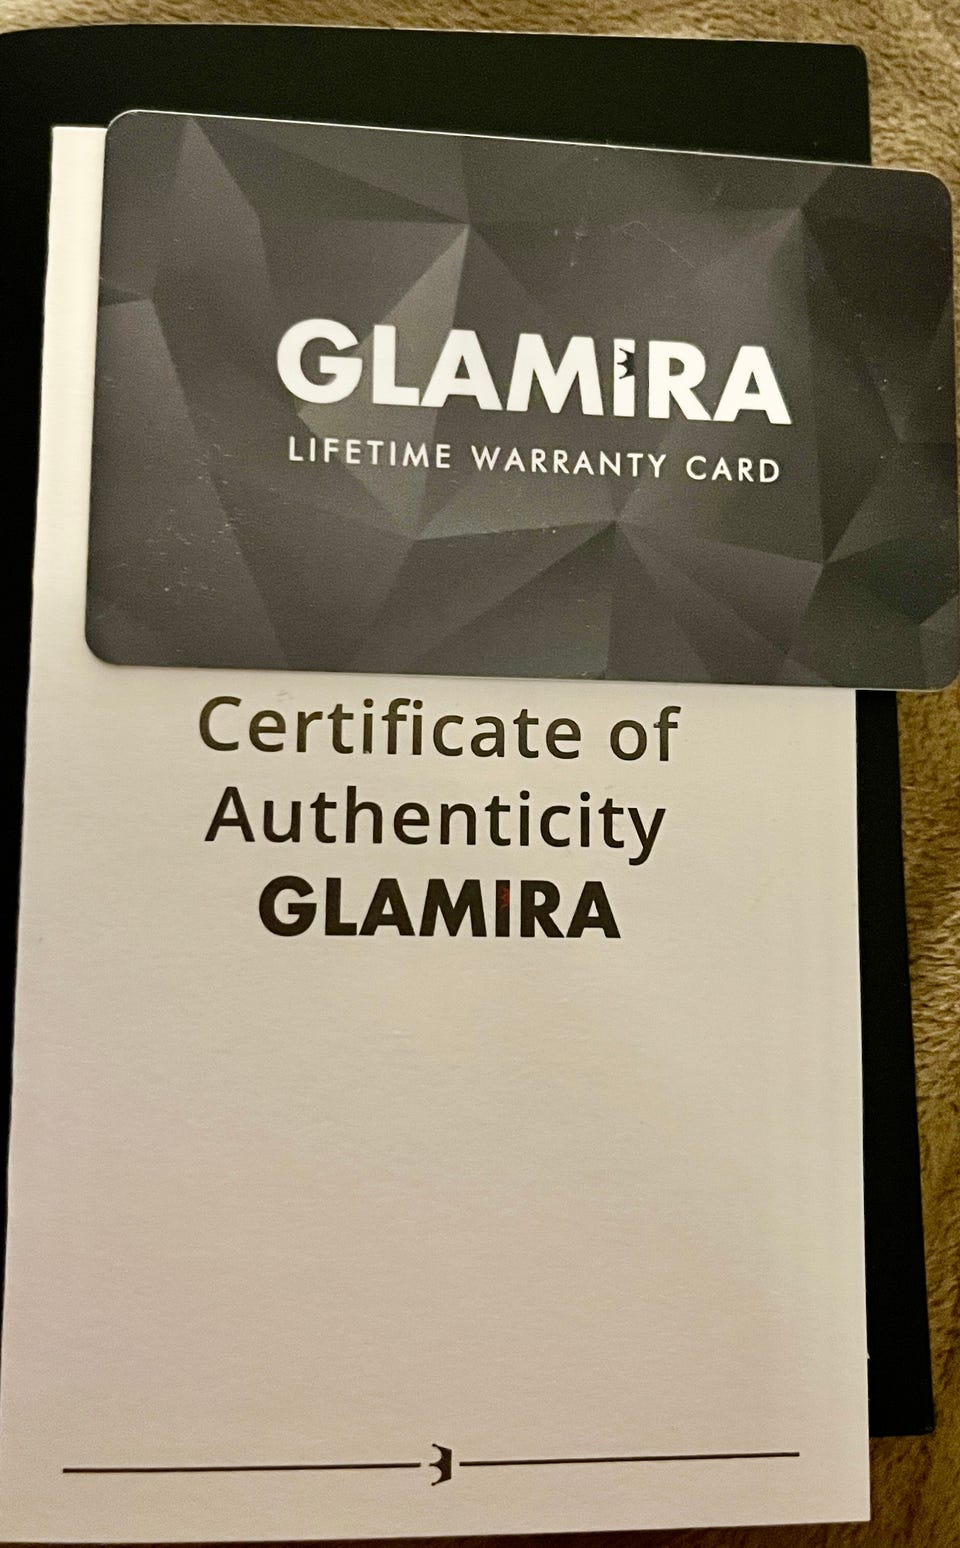 GLAMIRA
LIFETIME WARRANTY CARD
Certificate of
Authenticity
GLAMIRA